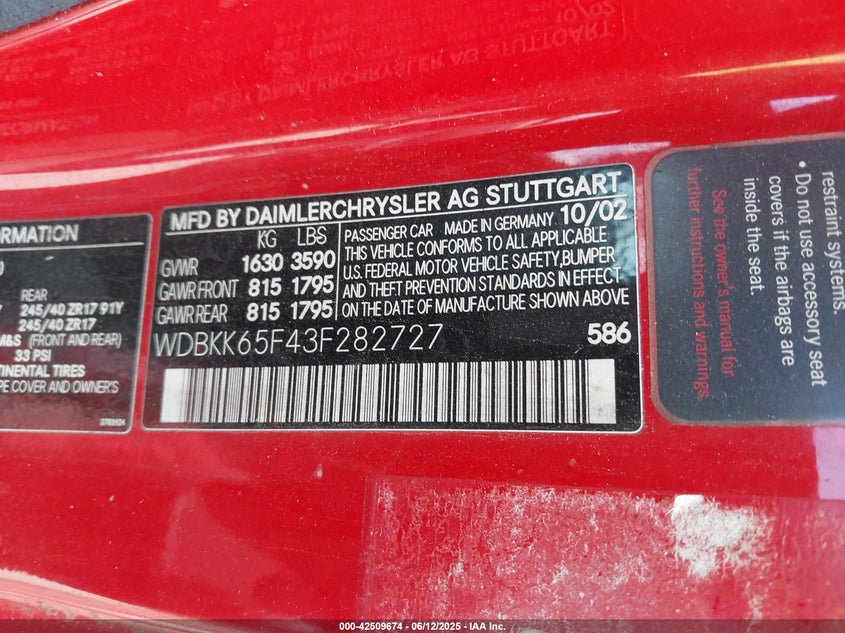 MFD BY DAIMLERCHRYSLER AG STUTTGART
KG LBS
GVWR 1630 3590
GAWR FRONT 815 1795
GAWR REAR 815 1795
PASSENGER CAR MADE IN GERMANY 10/02
THIS VEHICLE CONFORMS TO ALL APPLICABLE
U.S. FEDERAL MOTOR VEHICLE SAFETY, BUMPER
AND THEFT PREVENTION STANDARDS IN EFFECT
ON THE DATE OF MANUFACTURE SHOWN ABOVE
WDBKK65F43F282727 586
REAR
245/40 ZR17 91Y
245/40 ZR17
M&S (FRONT AND REAR)
33 PSI
TIRES
COVER AND OWNER'S
restraint systems.
• Do not use accessory seat
covers if the airbags are
inside the seat.
See the owner's manual for
further instructions and warnings.
000-42509674 - 06/12/2025 - IAA Inc.